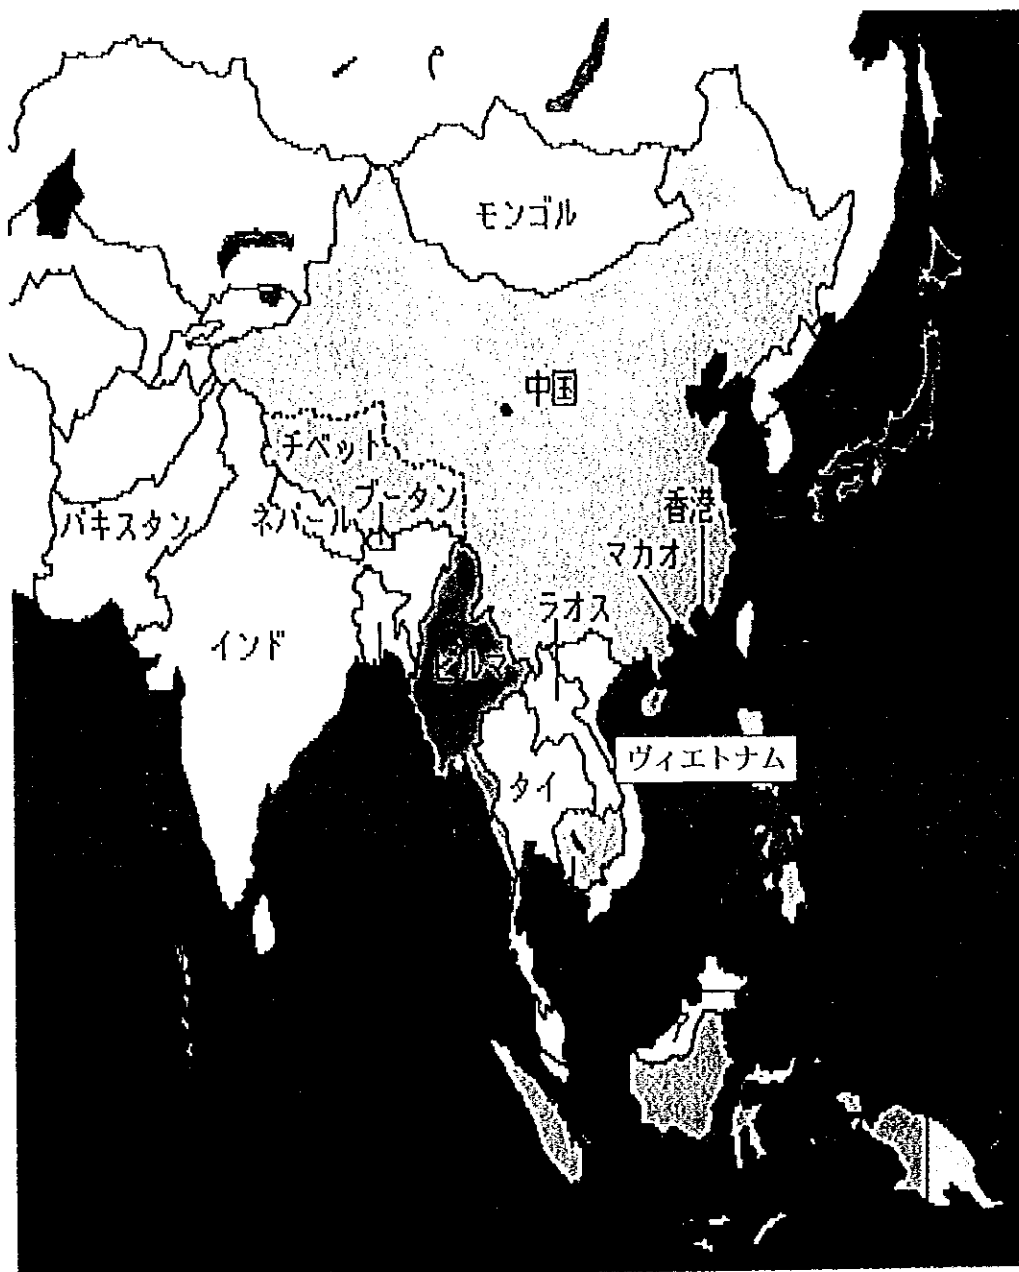 モンゴル
中国
チベット
ブータン
ネパール
パキスタン
香港
マカオ
ラオス
インド
ビルマ
ヴィエトナム
タイ